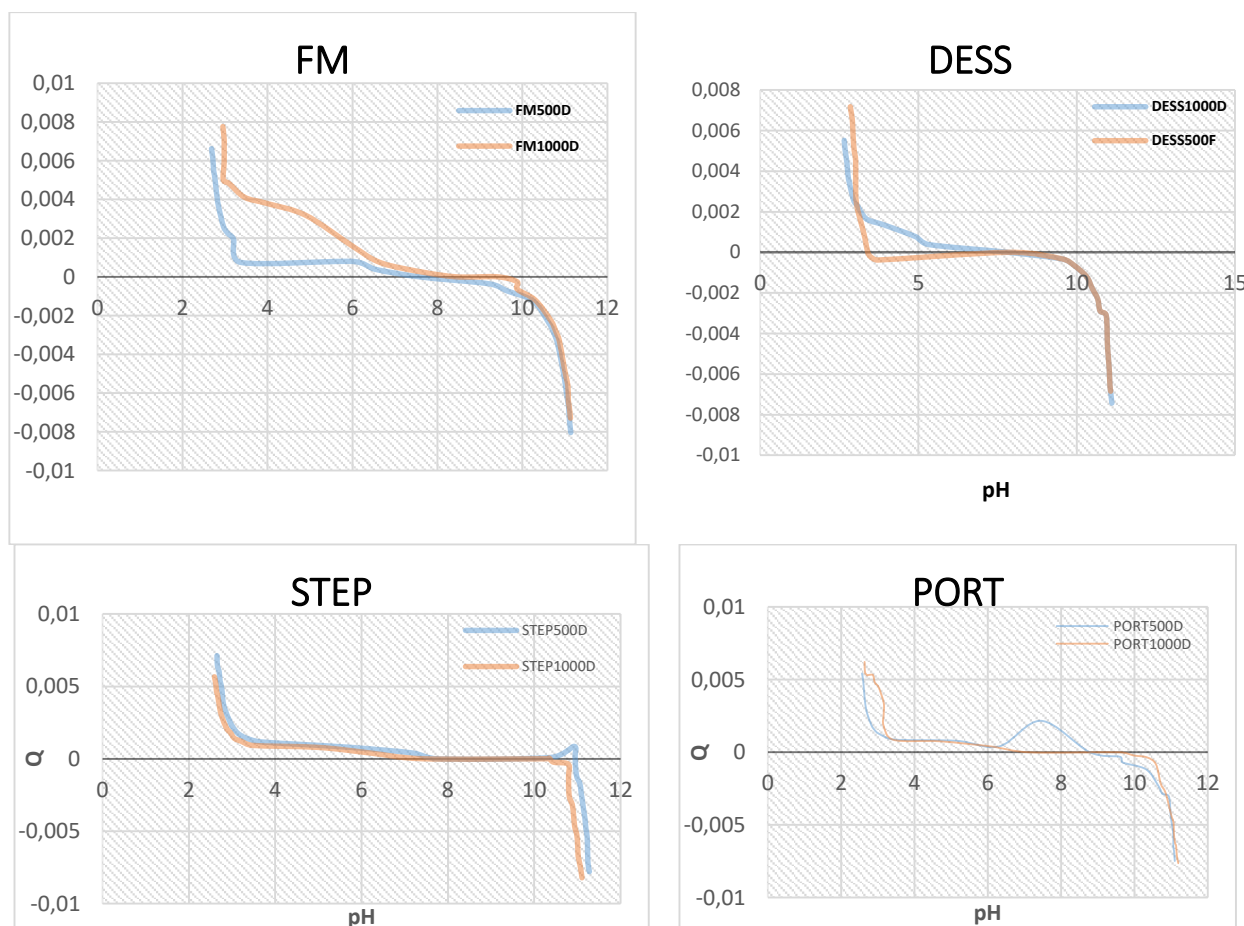 FM
0,01
0,008
0,006
0,004
0,002
0
-0,002
-0,004
-0,006
-0,008
-0,01
0 2 4 6 8 10 12
FM500D
FM1000D
DESS
0,008
0,006
0,004
0,002
0
-0,002
-0,004
-0,006
-0,008
-0,01
0 5 10 15
DESS1000D
DESS500F
pH
STEP
0,01
0,005
0
-0,005
-0,01
0 2 4 6 8 10 12
STEP500D
STEP1000D
Q
pH
PORT
0,01
0,005
0
-0,005
-0,01
0 2 4 6 8 10 12
PORT500D
PORT1000D
Q
pH